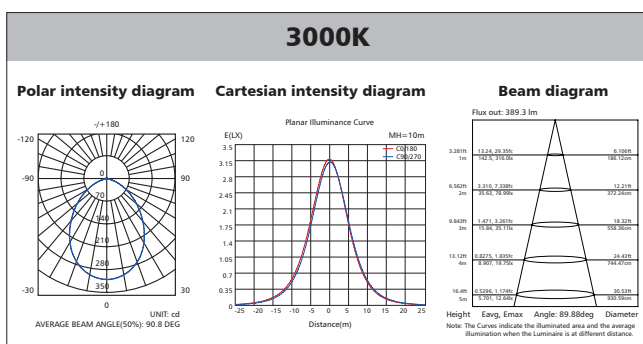 3000K
Polar intensity diagram
Cartesian intensity diagram
Beam diagram
-/+180
-120
120
-90
90
0
70
140
210
280
350
-30
30
0
UNIT: cd
AVERAGE BEAM ANGLE(50%): 90.8 DEG
Planar Illuminance Curve
E(LX)
MH=10m
C0/180
C90/270
3.5
3.15
2.8
2.45
2.1
1.75
1.4
1.05
0.7
0.35
0
-25 -20 -15 -10 -5 0 5 10 15 20 25
Distance(m)
Flux out: 389.3 lm
3.281ft 13.24, 29.35fc 6.106ft
1m 142.5, 316.0lx 186.12cm
6.562ft 3.310, 7.338fc 12.21ft
2m 35.63, 78.99lx 372.24cm
9.843ft 1.471, 3.261fc 18.32ft
3m 15.84, 35.11lx 558.36cm
13.12ft 0.8275, 1.835fc 24.43ft
4m 8.907, 19.75lx 744.47cm
16.4ft 0.5296, 1.174fc 30.53ft
5m 5.701, 12.64lx 930.59cm
Height Eavg, Emax Angle: 89.88deg Diameter
Note: The Curves indicate the illuminated area and the average
illumination when the Luminaire is at different distance.